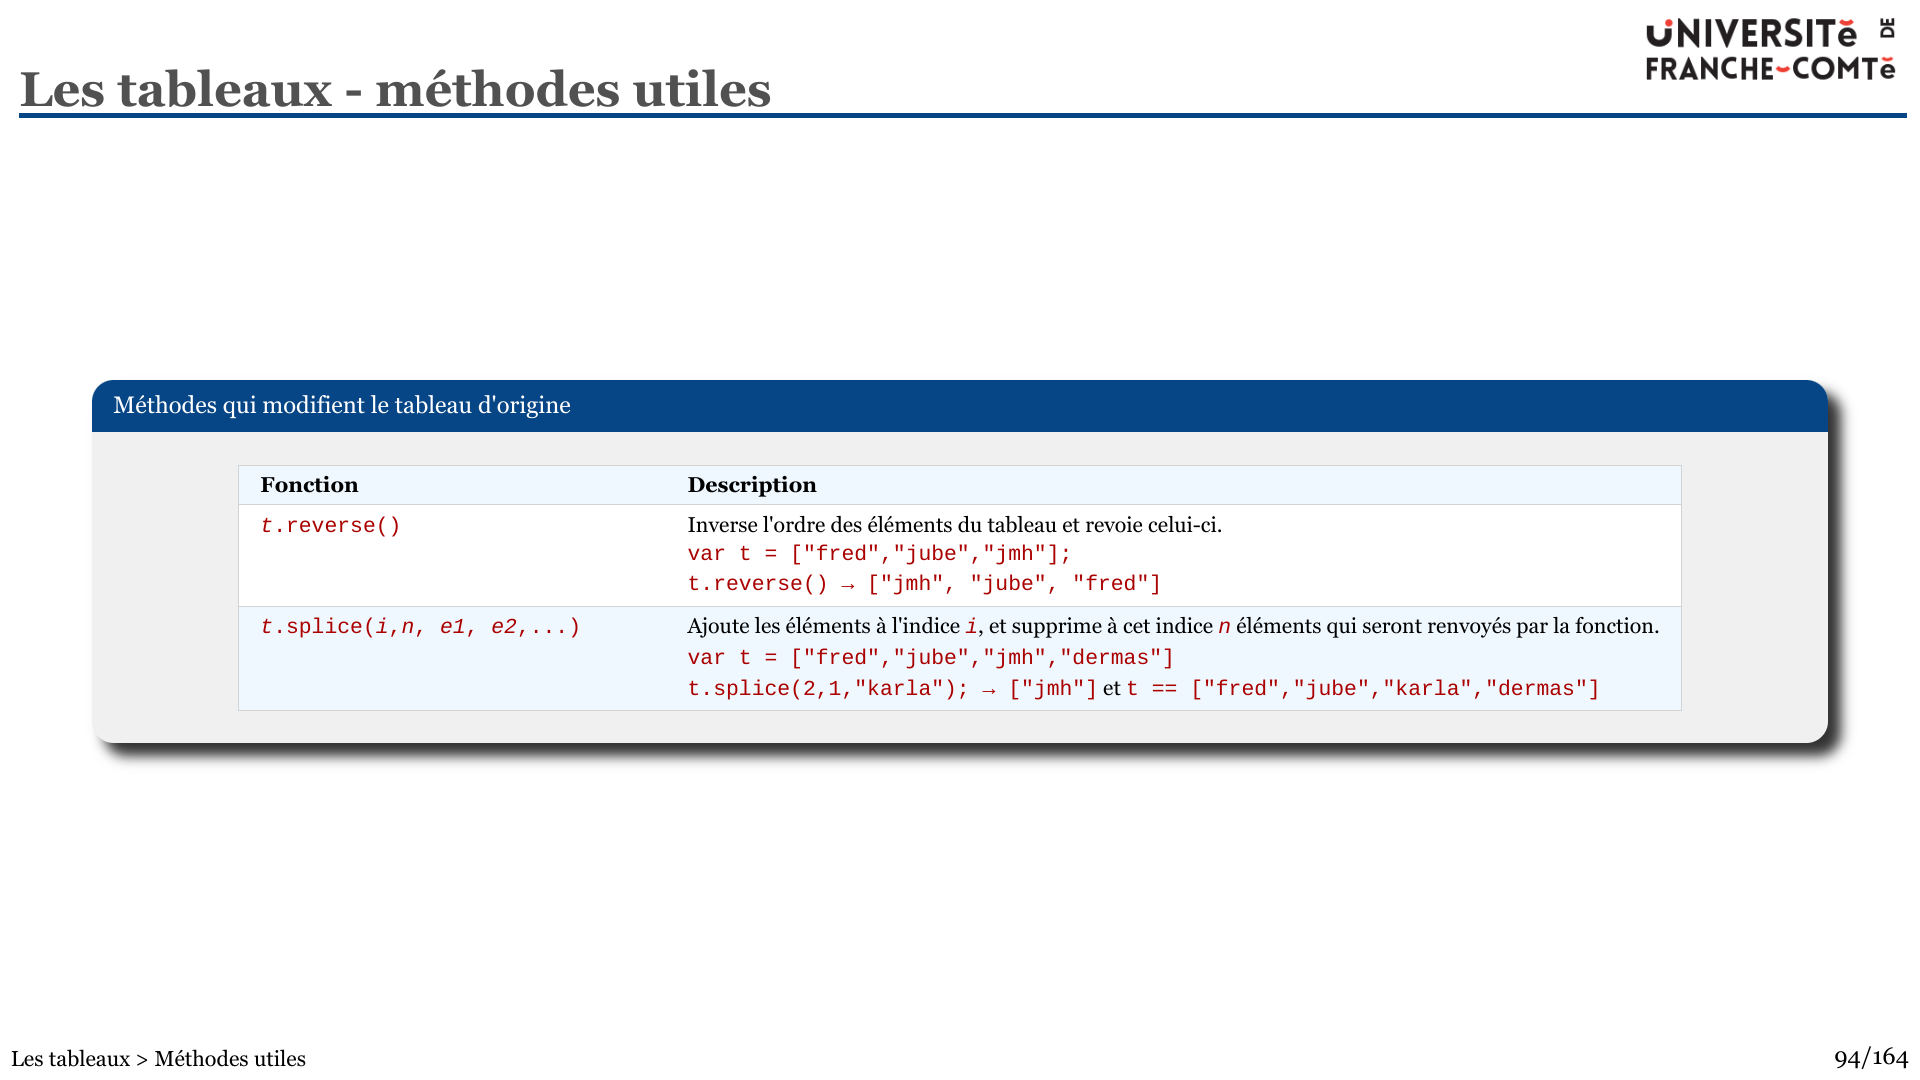 UNIVERSITĕ DE
FRANCHE-COMTĕ
Les tableaux - méthodes utiles
Méthodes qui modifient le tableau d'origine
Fonction Description
t.reverse() Inverse l'ordre des éléments du tableau et revoie celui-ci.
var t = ["fred","jube","jmh"];
t.reverse() → ["jmh", "jube", "fred"]
t.splice(i,n, e1, e2,...) Ajoute les éléments à l'indice i, et supprime à cet indice n éléments qui seront renvoyés par la fonction.
var t = ["fred","jube","jmh","dermas"]
t.splice(2,1,"karla"); → ["jmh"] et t == ["fred","jube","karla","dermas"]
Les tableaux > Méthodes utiles 94/164